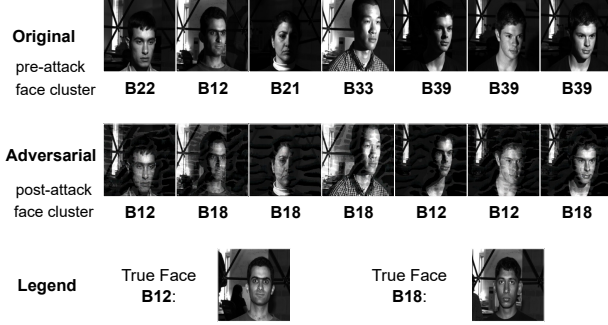 Original
pre-attack
face cluster
B22 B12 B21 B33 B39 B39 B39
Adversarial
post-attack
face cluster
B12 B18 B18 B18 B12 B12 B18
Legend
True Face
B12:
True Face
B18: